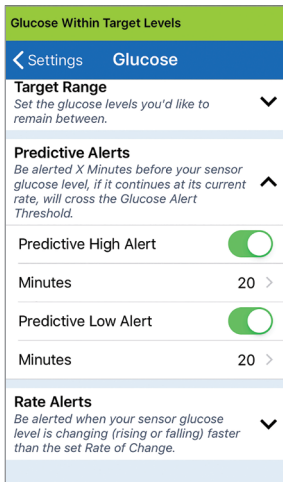 Glucose Within Target Levels
Settings Glucose
Target Range
Set the glucose levels you'd like to
remain between.
Predictive Alerts
Be alerted X Minutes before your sensor
glucose level, if it continues at its current
rate, will cross the Glucose Alert
Threshold.
Predictive High Alert
Minutes 20
Predictive Low Alert
Minutes 20
Rate Alerts
Be alerted when your sensor glucose
level is changing (rising or falling) faster
than the set Rate of Change.